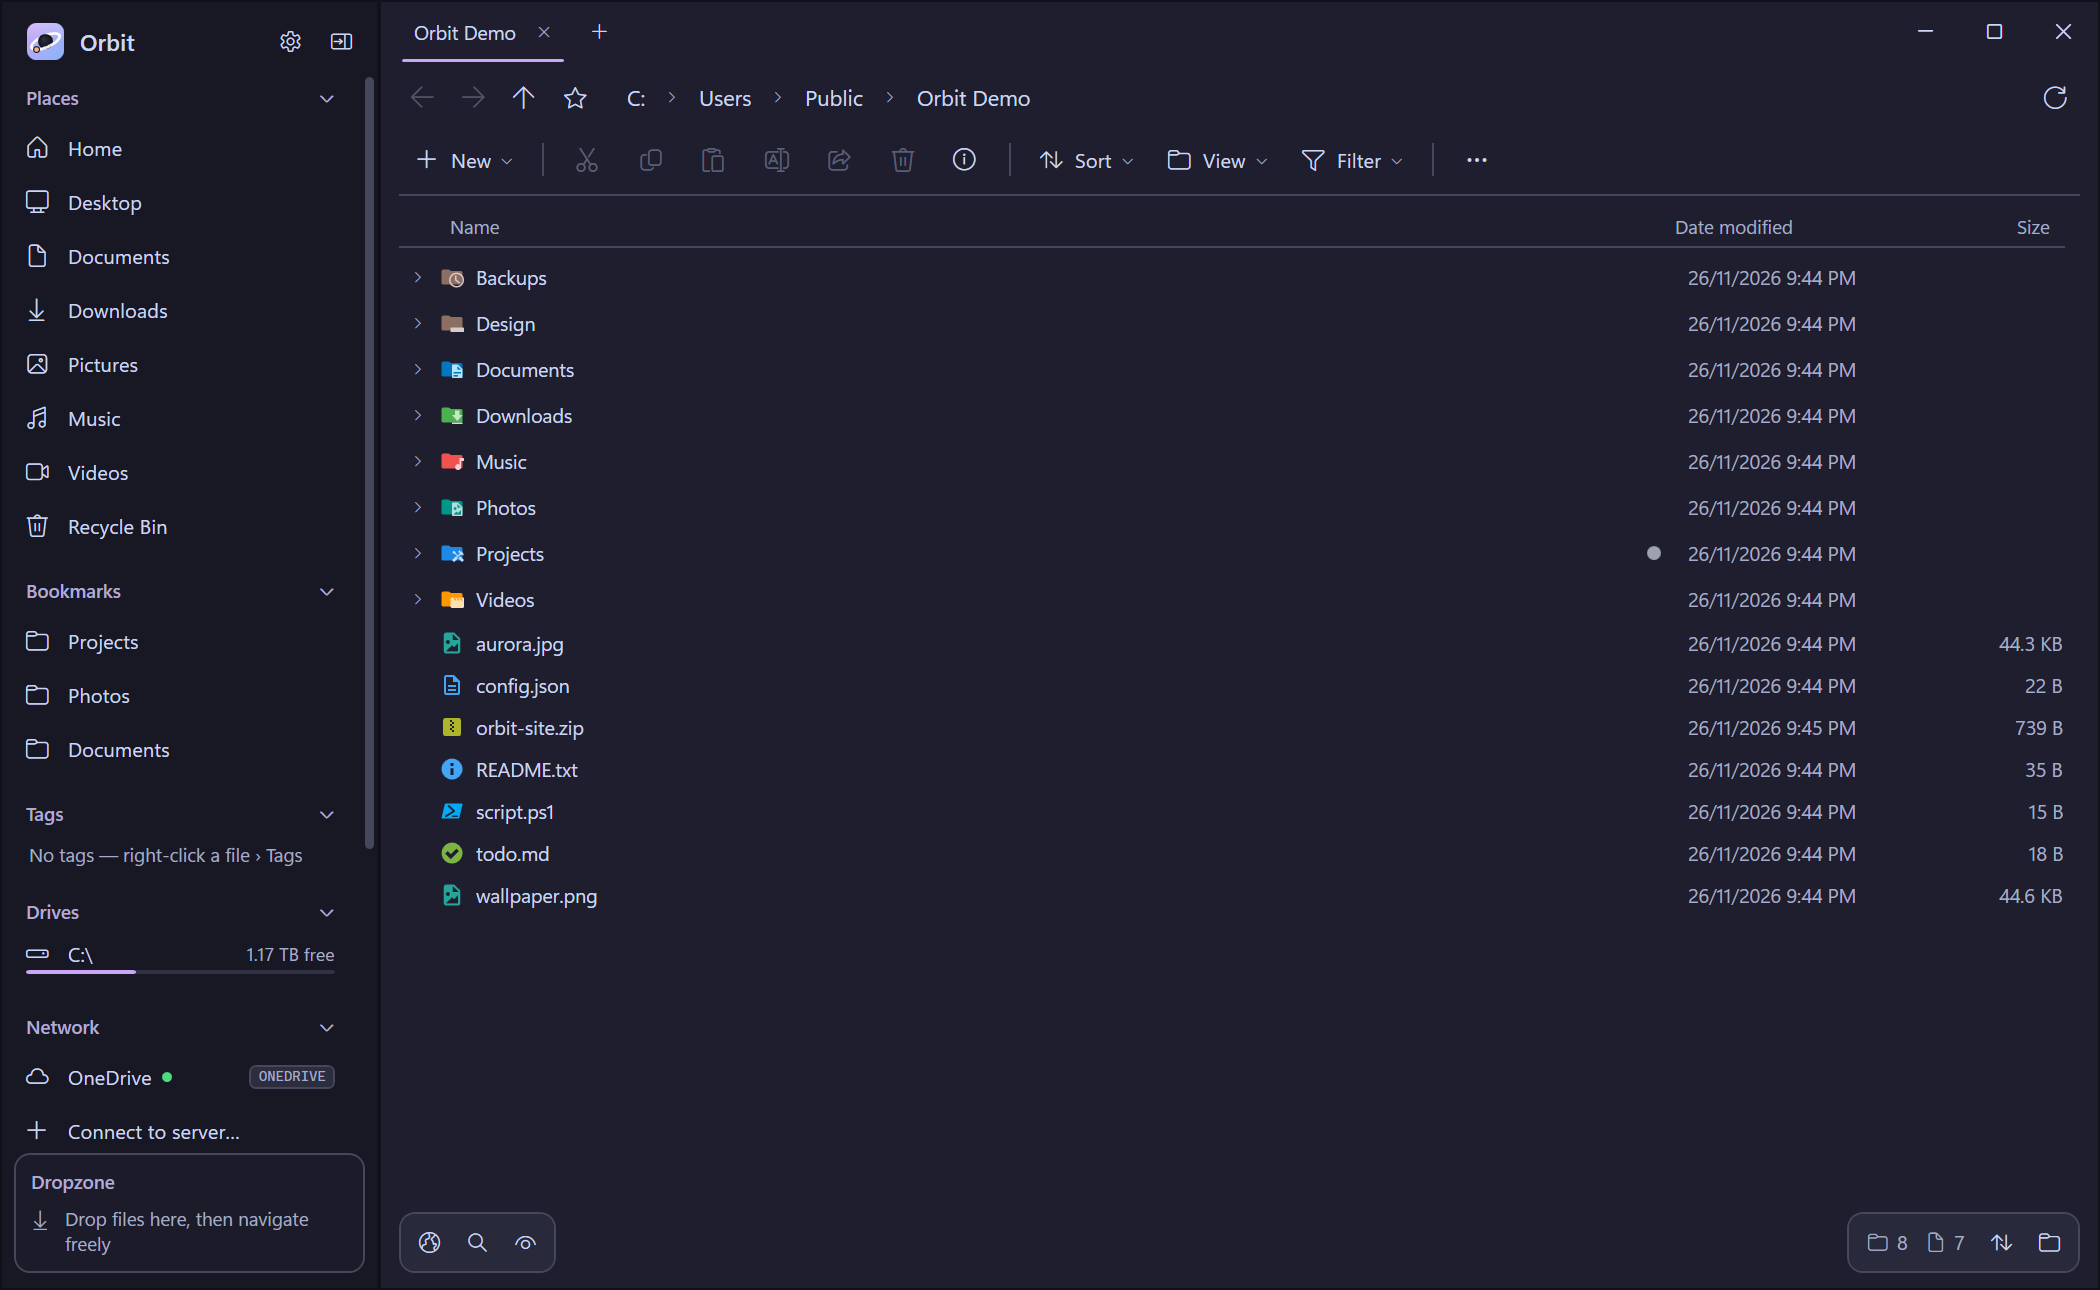 Orbit
Orbit Demo
C: > Users > Public > Orbit Demo
New
Sort
View
Filter
Places
Home
Desktop
Documents
Downloads
Pictures
Music
Videos
Recycle Bin
Bookmarks
Projects
Photos
Documents
Tags
No tags — right-click a file › Tags
Drives
C:\ 1.17 TB free
Network
OneDrive ONEDRIVE
Connect to server...
Dropzone
Drop files here, then navigate
freely
Name Date modified Size
Backups 26/11/2026 9:44 PM
Design 26/11/2026 9:44 PM
Documents 26/11/2026 9:44 PM
Downloads 26/11/2026 9:44 PM
Music 26/11/2026 9:44 PM
Photos 26/11/2026 9:44 PM
Projects 26/11/2026 9:44 PM
Videos 26/11/2026 9:44 PM
aurora.jpg 26/11/2026 9:44 PM 44.3 KB
config.json 26/11/2026 9:44 PM 22 B
orbit-site.zip 26/11/2026 9:45 PM 739 B
README.txt 26/11/2026 9:44 PM 35 B
script.ps1 26/11/2026 9:44 PM 15 B
todo.md 26/11/2026 9:44 PM 18 B
wallpaper.png 26/11/2026 9:44 PM 44.6 KB
8 7